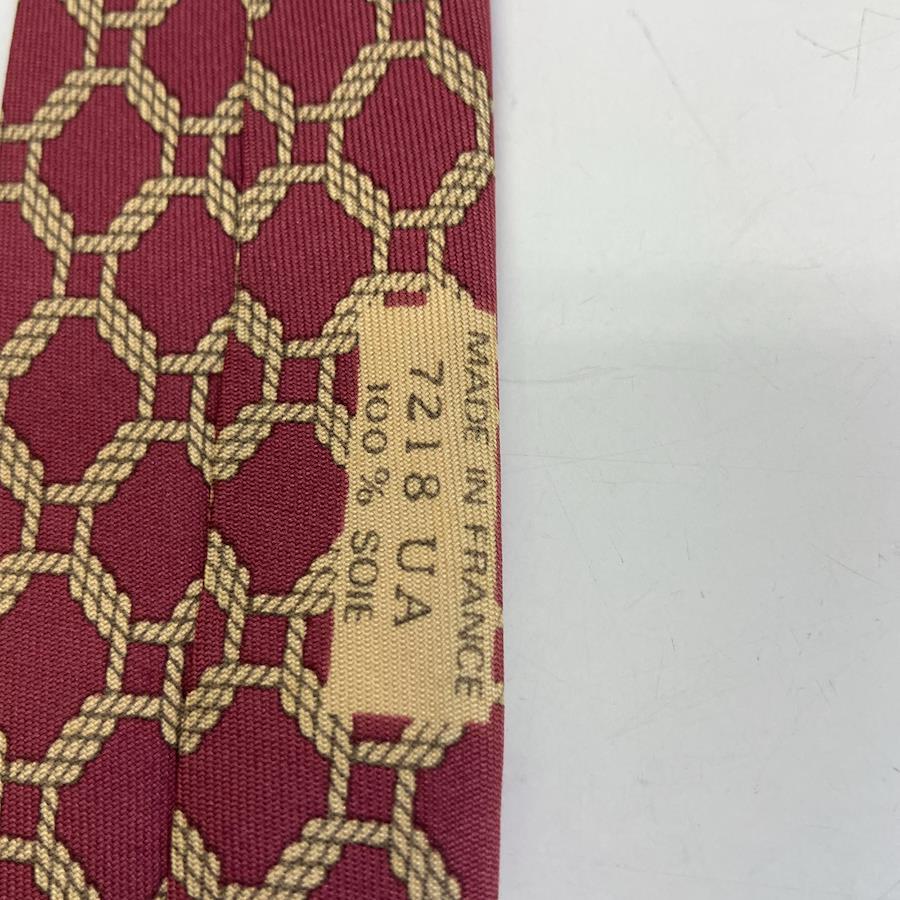 MADE IN FRANCE
7218 UA
100% SOIE